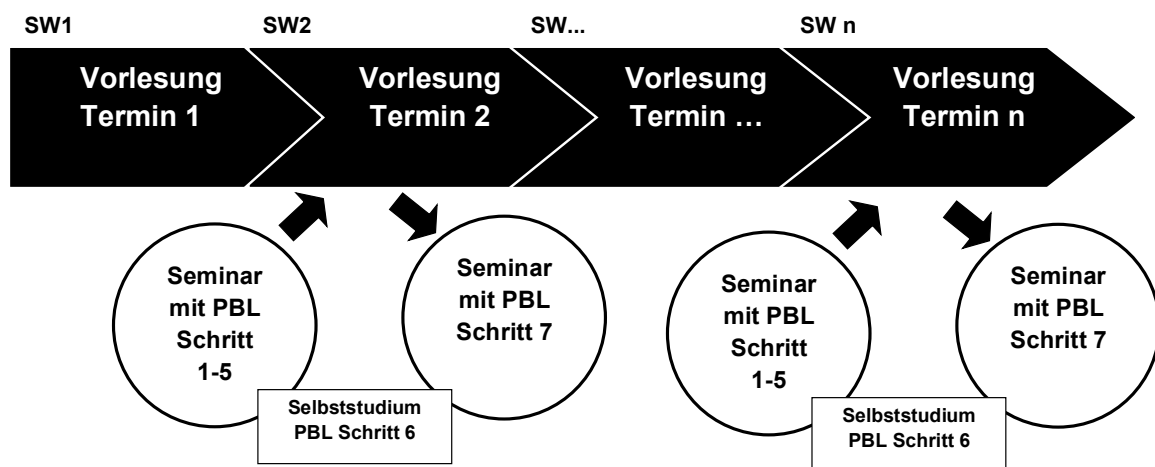 SW1
SW2
SW...
SW n
Vorlesung
Termin 1
Vorlesung
Termin 2
Vorlesung
Termin …
Vorlesung
Termin n
Seminar
mit PBL
Schritt
1-5
Seminar
mit PBL
Schritt 7
Selbststudium
PBL Schritt 6
Seminar
mit PBL
Schritt
1-5
Seminar
mit PBL
Schritt 7
Selbststudium
PBL Schritt 6